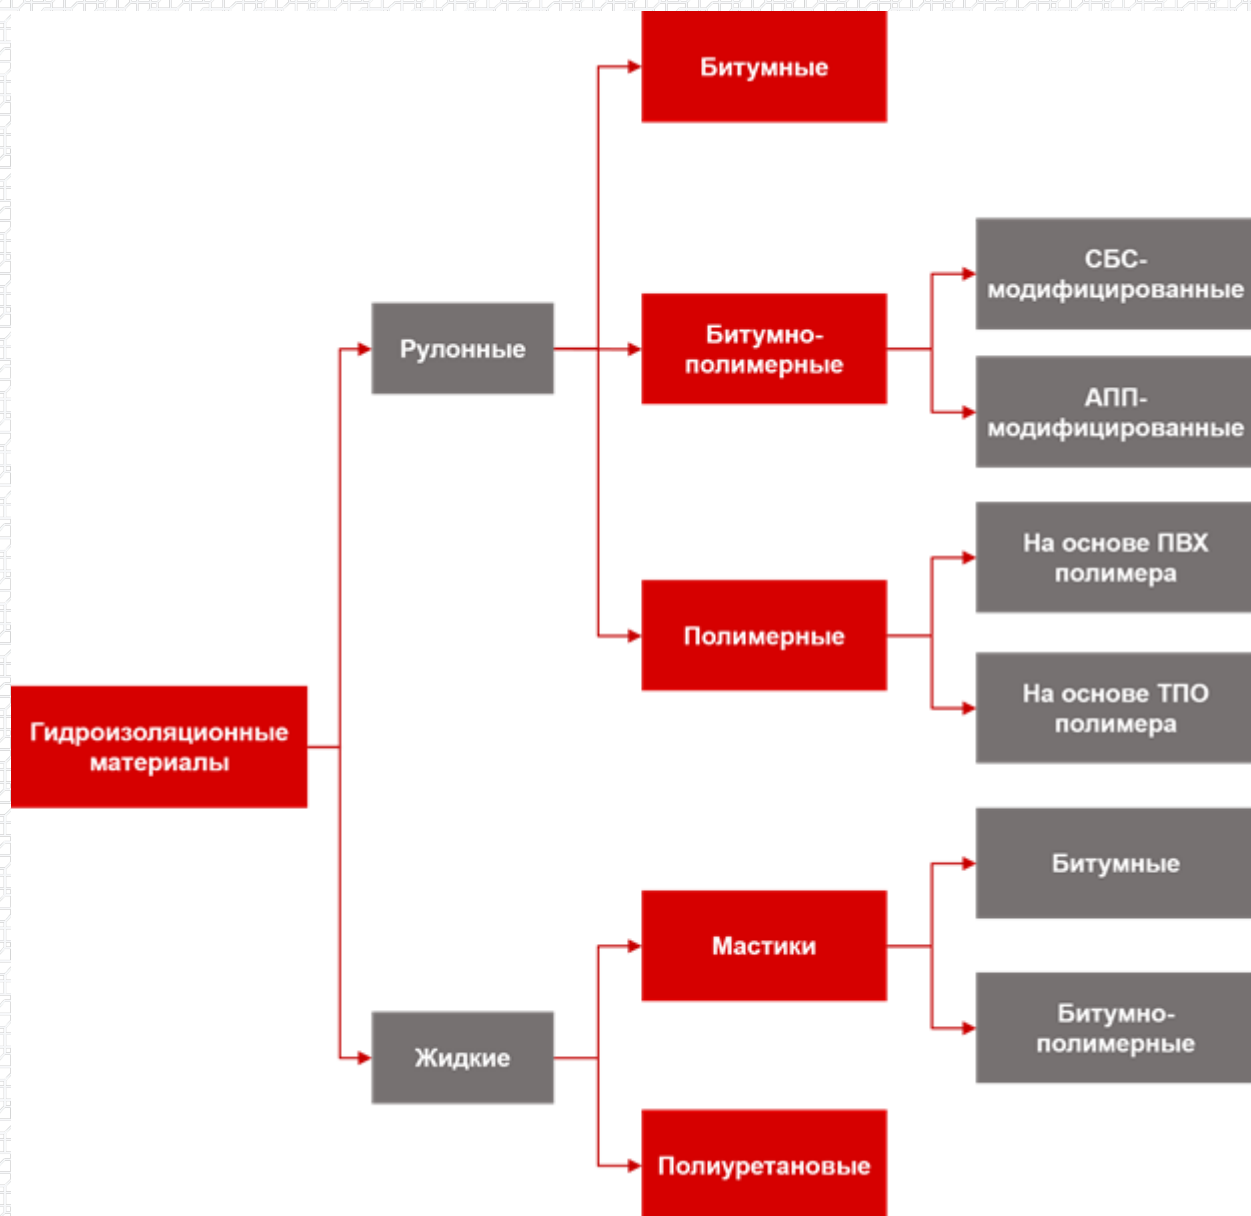 Гидроизоляционные
материалы
Рулонные
Битумные
Битумно-
полимерные
СБС-
модифицированные
АПП-
модифицированные
Полимерные
На основе ПВХ
полимера
На основе ТПО
полимера
Жидкие
Мастики
Битумные
Битумно-
полимерные
Полиуретановые